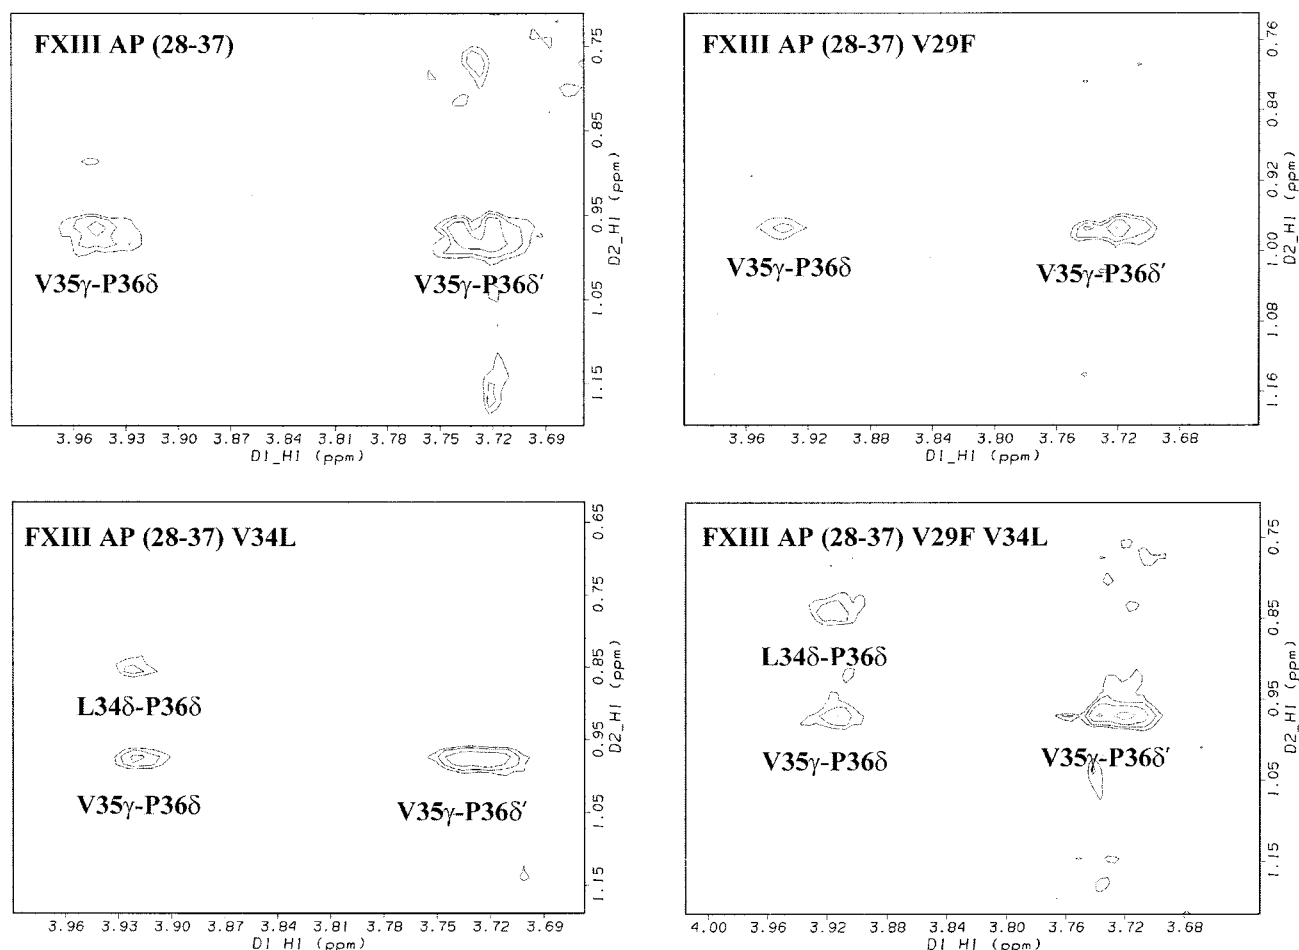 FXIII AP (28-37)
V35γ-P36δ
V35γ-P36δ′
0.75
0.85
0.95
1.05
1.15
D2_H1 (ppm)
3.96 3.93 3.90 3.87 3.84 3.81 3.78 3.75 3.72 3.69
D1_H1 (ppm)
FXIII AP (28-37) V29F
V35γ-P36δ
V35γ-P36δ′
0.76
0.84
0.92
1.00
1.08
1.16
D2_H1 (ppm)
3.96 3.92 3.88 3.84 3.80 3.76 3.72 3.68
D1_H1 (ppm)
FXIII AP (28-37) V34L
L34δ-P36δ
V35γ-P36δ
V35γ-P36δ′
0.65
0.75
0.85
0.95
1.05
1.15
D2_H1 (ppm)
3.96 3.93 3.90 3.87 3.84 3.81 3.78 3.75 3.72 3.69
D1_H1 (ppm)
FXIII AP (28-37) V29F V34L
L34δ-P36δ
V35γ-P36δ
V35γ-P36δ′
0.75
0.85
0.95
1.05
1.15
D2_H1 (ppm)
4.00 3.96 3.92 3.88 3.84 3.80 3.76 3.72 3.68
D1_H1 (ppm)